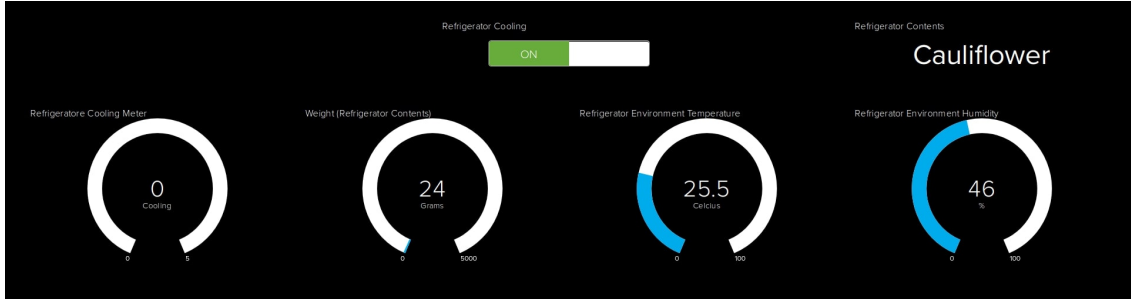 Refrigerator Cooling
Refrigerator Contents
ON
Cauliflower
Refrigeratore Cooling Meter
Weight (Refrigerator Contents)
Refrigerator Environment Temperature
Refrigerator Environment Humidity
0
Cooling
0 5
24
Grams
0 5000
25.5
Celcius
0 100
46
%
0 100